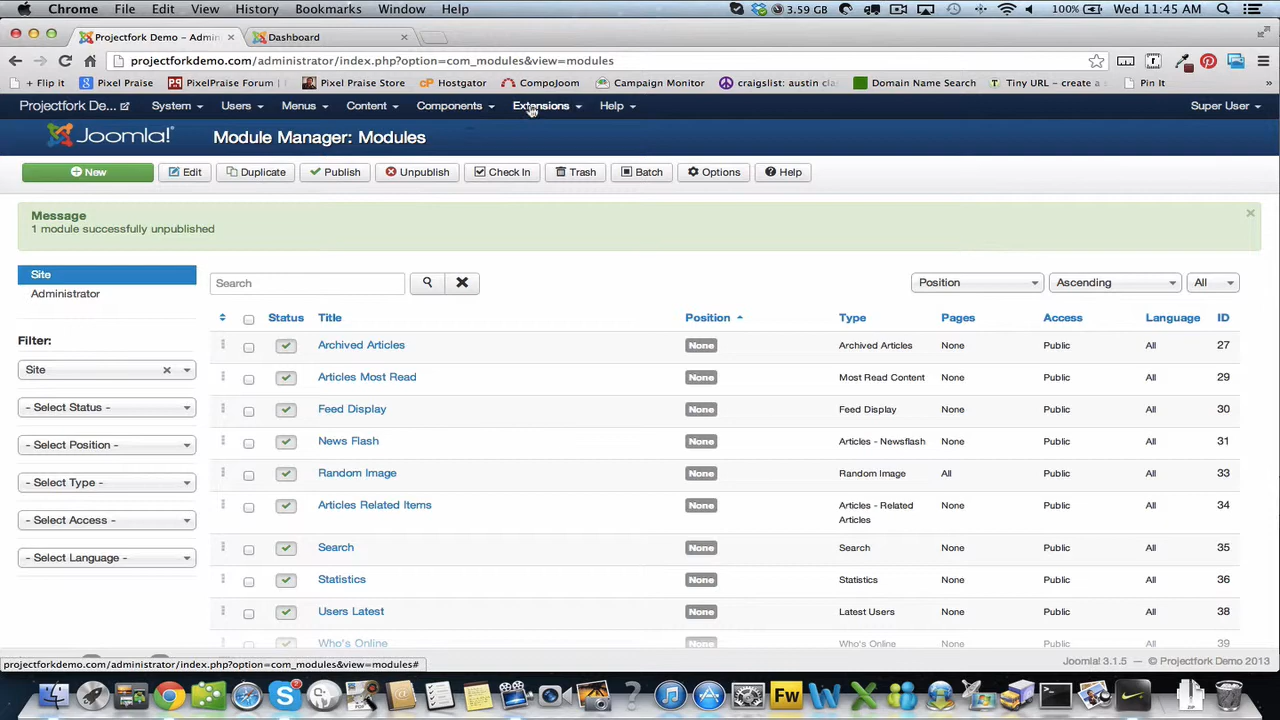 Chrome File Edit View History Bookmarks Window Help 3.59 GB 100% Wed 11:45 AM
Projectfork Demo – Admin Dashboard
projectforkdemo.com/administrator/index.php?option=com_modules&view=modules
+ Flip it Pixel Praise PixelPraise Forum | Pixel Praise Store CompoJoom Hostgator Campaign Monitor craigslist: austin cla Domain Name Search Tiny URL - create a s Pin It »
Projectfork De... System Users Menus Content Components Extensions Help Super User
Joomla! Module Manager: Modules
New Edit Duplicate Publish Unpublish Check In Trash Batch Options Help
Message
1 module successfully unpublished
Site
Administrator
Search Position Ascending All
Status Title Position Type Pages Access Language ID
Filter:
Site
- Select Status -
- Select Position -
- Select Type -
- Select Access -
- Select Language -
Archived Articles None Archived Articles None Public All 27
Articles Most Read None Most Read Content None Public All 29
Feed Display None Feed Display None Public All 30
News Flash None Articles - Newsflash None Public All 31
Random Image None Random Image All Public All 33
Articles Related Items None Articles - Related Articles None Public All 34
Search None Search None Public All 35
Statistics None Statistics None Public All 36
Users Latest None Latest Users None Public All 38
Who's Online None Who's Online None Public All 39
projectforkdemo.com/administrator/index.php?option=com_modules&view=modules#
Joomla! 3.1.5 — © Projectfork Demo 2013
Fw